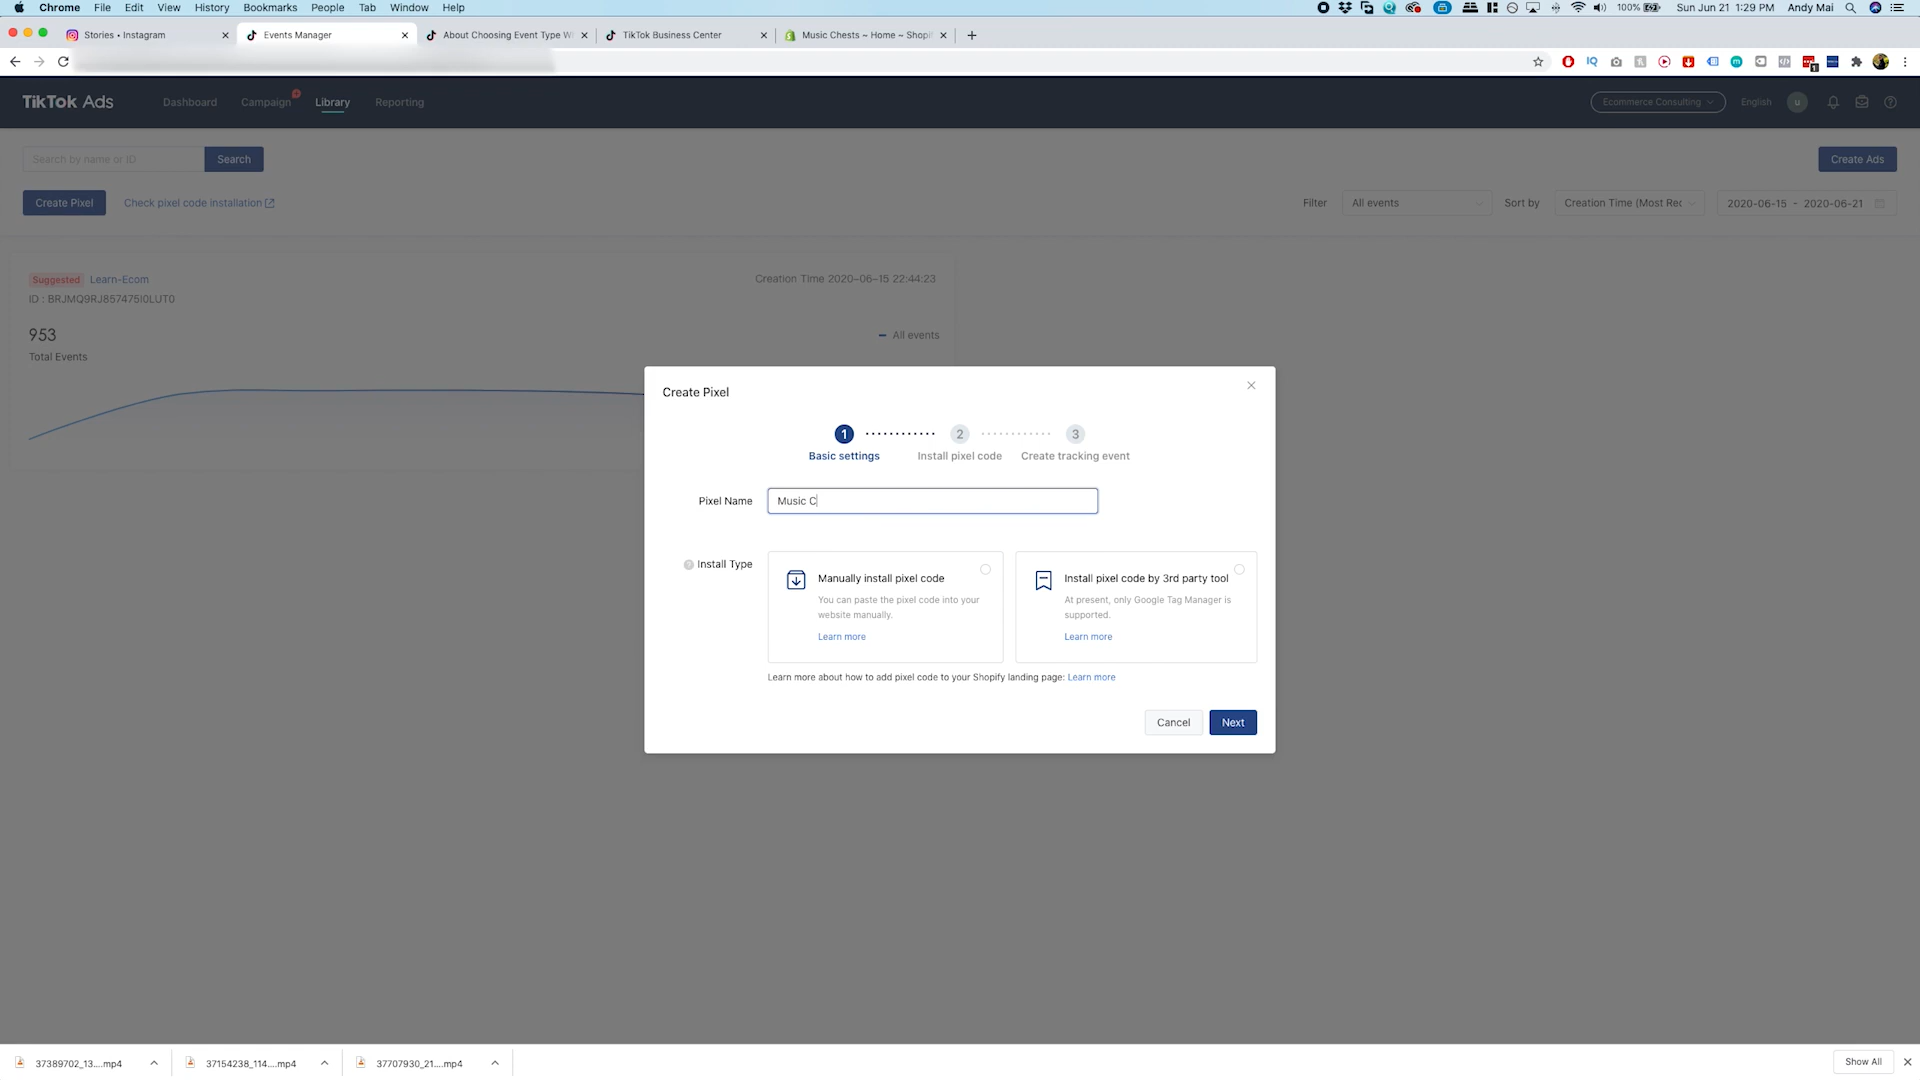 Chrome File Edit View History Bookmarks People Tab Window Help 100% Sun Jun 21 1:29 PM Andy Mai
Stories • Instagram Events Manager About Choosing Event Type W TikTok Business Center Music Chests ~ Home ~ Shopif
TikTok Ads Dashboard Campaign Library Reporting Ecommerce Consulting English u
Search by name or ID Search Create Ads
Create Pixel Check pixel code installation Filter All events Sort by Creation Time (Most Rec 2020-06-15 - 2020-06-21
Suggested Learn-Ecom Creation Time 2020-06-15 22:44:23
ID : BRJMQ9RJ857475I0LUT0
953 All events
Total Events
Create Pixel
1 2 3
Basic settings Install pixel code Create tracking event
Pixel Name Music C
Install Type
Manually install pixel code
You can paste the pixel code into your
website manually.
Learn more
Install pixel code by 3rd party tool
At present, only Google Tag Manager is
supported.
Learn more
Learn more about how to add pixel code to your Shopify landing page: Learn more
Cancel Next
37389702_13....mp4 37154238_114....mp4 37707930_21....mp4 Show All